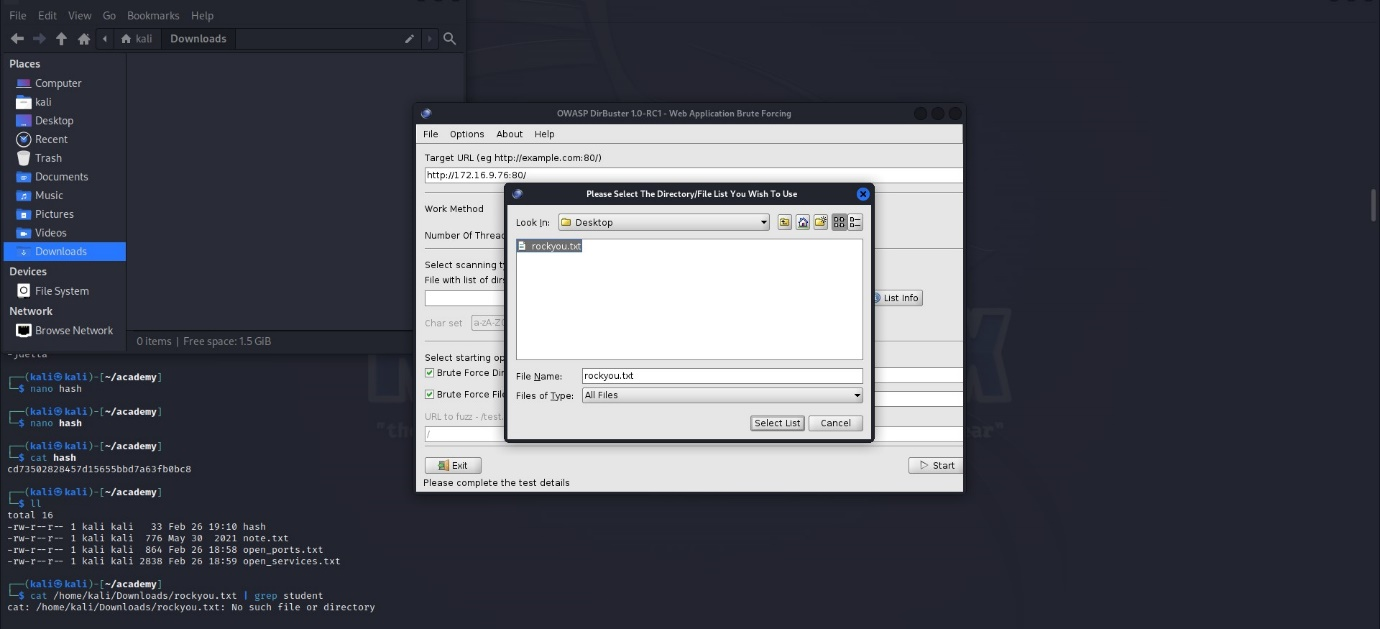 File Edit View Go Bookmarks Help
kali Downloads
Places
Computer
kali
Desktop
Recent
Trash
Documents
Music
Pictures
Videos
Downloads
Devices
File System
Network
Browse Network
0 items | Free space: 1.5 GiB
OWASP DirBuster 1.0-RC1 - Web Application Brute Forcing
File Options About Help
Target URL (eg http://example.com:80/)
http://172.16.9.76:80/
Work Method
Number Of Threa
Select scanning t
File with list of dir
List Info
Char set a-zA-Z0
Select starting op
Brute Force Dir
Brute Force File
URL to fuzz - /test.
/
Exit
Start
Please complete the test details
Please Select The Directory/File List You Wish To Use
Look In: Desktop
rockyou.txt
File Name: rockyou.txt
Files of Type: All Files
Select List Cancel
┌──(kali㉿kali)-[~/academy]
└─$ nano hash
┌──(kali㉿kali)-[~/academy]
└─$ nano hash
┌──(kali㉿kali)-[~/academy]
└─$ cat hash
cd73502828457d15655bbd7a63fb0bc8
┌──(kali㉿kali)-[~/academy]
└─$ ll
total 16
-rw-r--r-- 1 kali kali 33 Feb 26 19:10 hash
-rw-r--r-- 1 kali kali 776 May 30 2021 note.txt
-rw-r--r-- 1 kali kali 864 Feb 26 18:58 open_ports.txt
-rw-r--r-- 1 kali kali 2838 Feb 26 18:59 open_services.txt
┌──(kali㉿kali)-[~/academy]
└─$ cat /home/kali/Downloads/rockyou.txt | grep student
cat: /home/kali/Downloads/rockyou.txt: No such file or directory